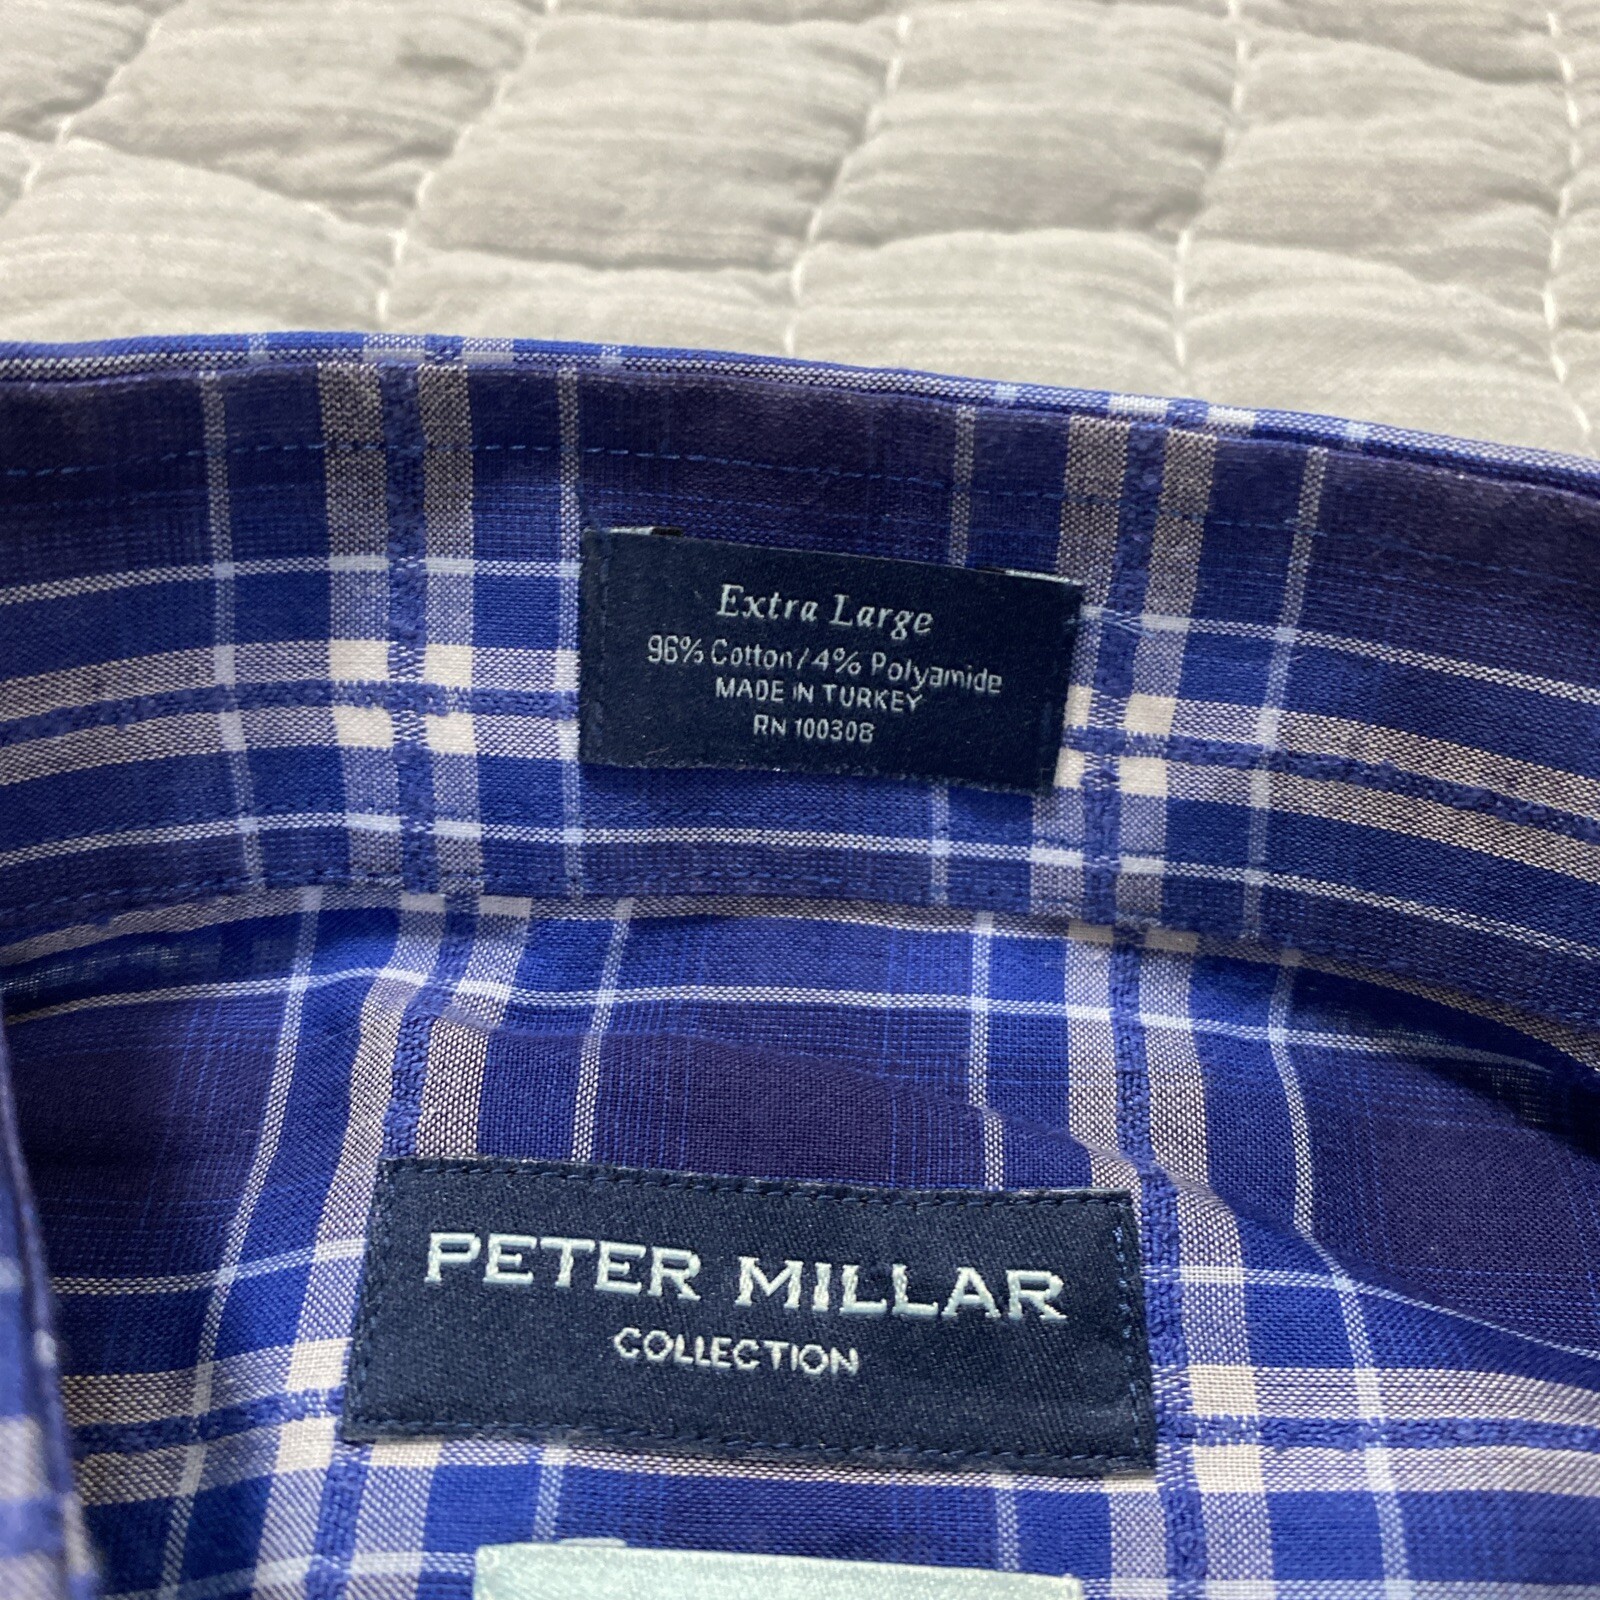 Extra Large
96% Cotton/4% Polyamide
MADE IN TURKEY
RN 100308
PETER MILLAR
COLLECTION